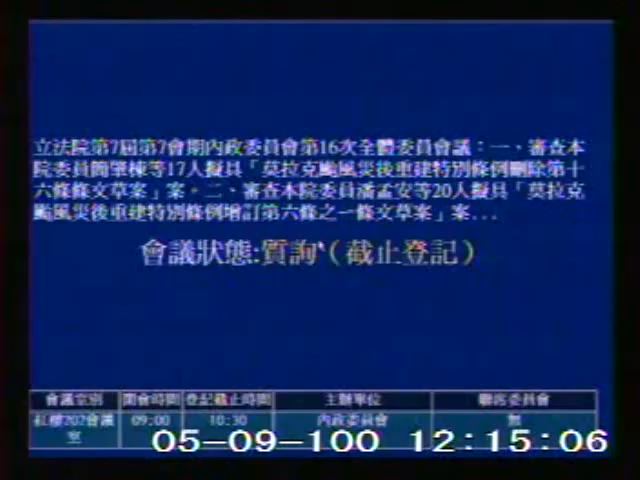 立法院第7屆第7會期內政委員會第16次全體委員會議：一、審查本
院委員簡肇棟等17人擬具「莫拉克颱風災後重建特別條例刪除第十
六條條文草案」案。二、審查本院委員潘孟安等20人擬具「莫拉克
颱風災後重建特別條例增訂第六條之一條文草案」案...
會議狀態:質詢（截止登記）
會議室別 開會時間 登記截止時間 主辦單位 聯席委員會
紅樓202會議 09:00 10:30 內政委員會 無
室
05-09-100 12:15:06